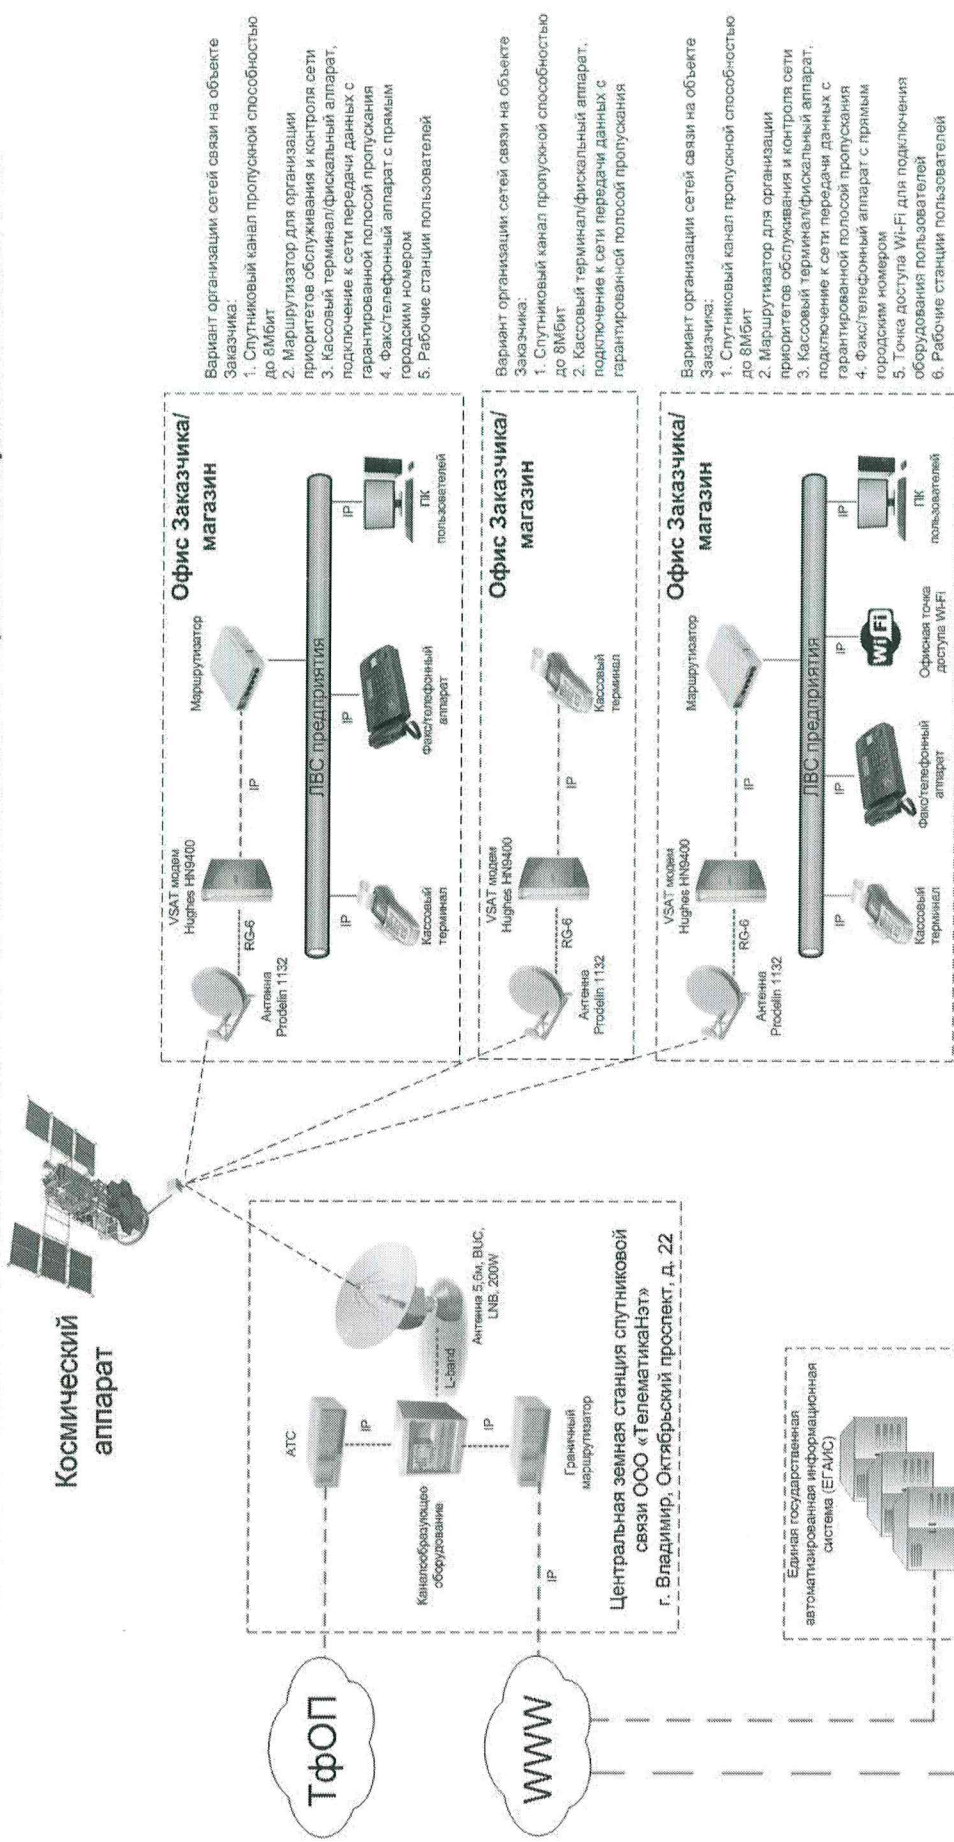 Космический
аппарат
ТфОП
WWW
АТС
IP
Каналообразующее
оборудование
L-band
IP
Граничный
маршрутизатор
IP
Антенна 5,6м, BUC,
LNB, 200W
Центральная земная станция спутниковой
связи ООО «ТелематикаНэт»
г. Владимир, Октябрьский проспект, д. 22
Единая государственная
автоматизированная информационная
система (ЕГАИС)
Офис Заказчика/
магазин
VSAT модем
Hughes HN9400
Маршрутизатор
RG-6
IP
Антенна
Prodelin 1132
ЛВС предприятия
IP
IP
IP
Кассовый
терминал
Факс/телефонный
аппарат
ПК
пользователей
Вариант организации сетей связи на объекте
Заказчика:
1. Спутниковый канал пропускной способностью
до 8Мбит
2. Маршрутизатор для организации
приоритетов обслуживания и контроля сети
3. Кассовый терминал/фискальный аппарат,
подключение к сети передачи данных с
гарантированной полосой пропускания
4. Факс/телефонный аппарат с прямым
городским номером
5. Рабочие станции пользователей
Офис Заказчика/
магазин
VSAT модем
Hughes HN9400
RG-6
IP
Антенна
Prodelin 1132
Кассовый
терминал
Вариант организации сетей связи на объекте
Заказчика:
1. Спутниковый канал пропускной способностью
до 8Мбит
2. Кассовый терминал/фискальный аппарат,
подключение к сети передачи данных с
гарантированной полосой пропускания
Офис Заказчика/
магазин
VSAT модем
Hughes HN9400
Маршрутизатор
RG-6
IP
Антенна
Prodelin 1132
ЛВС предприятия
IP
IP
IP
IP
Wi Fi
Кассовый
терминал
Факс/телефонный
аппарат
Офисная точка
доступа Wi-Fi
ПК
пользователей
Вариант организации сетей связи на объекте
Заказчика:
1. Спутниковый канал пропускной способностью
до 8Мбит
2. Маршрутизатор для организации
приоритетов обслуживания и контроля сети
3. Кассовый терминал/фискальный аппарат,
подключение к сети передачи данных с
гарантированной полосой пропускания
4. Факс/телефонный аппарат с прямым
городским номером
5. Точка доступа Wi-Fi для подключения
оборудования пользователей
6. Рабочие станции пользователей